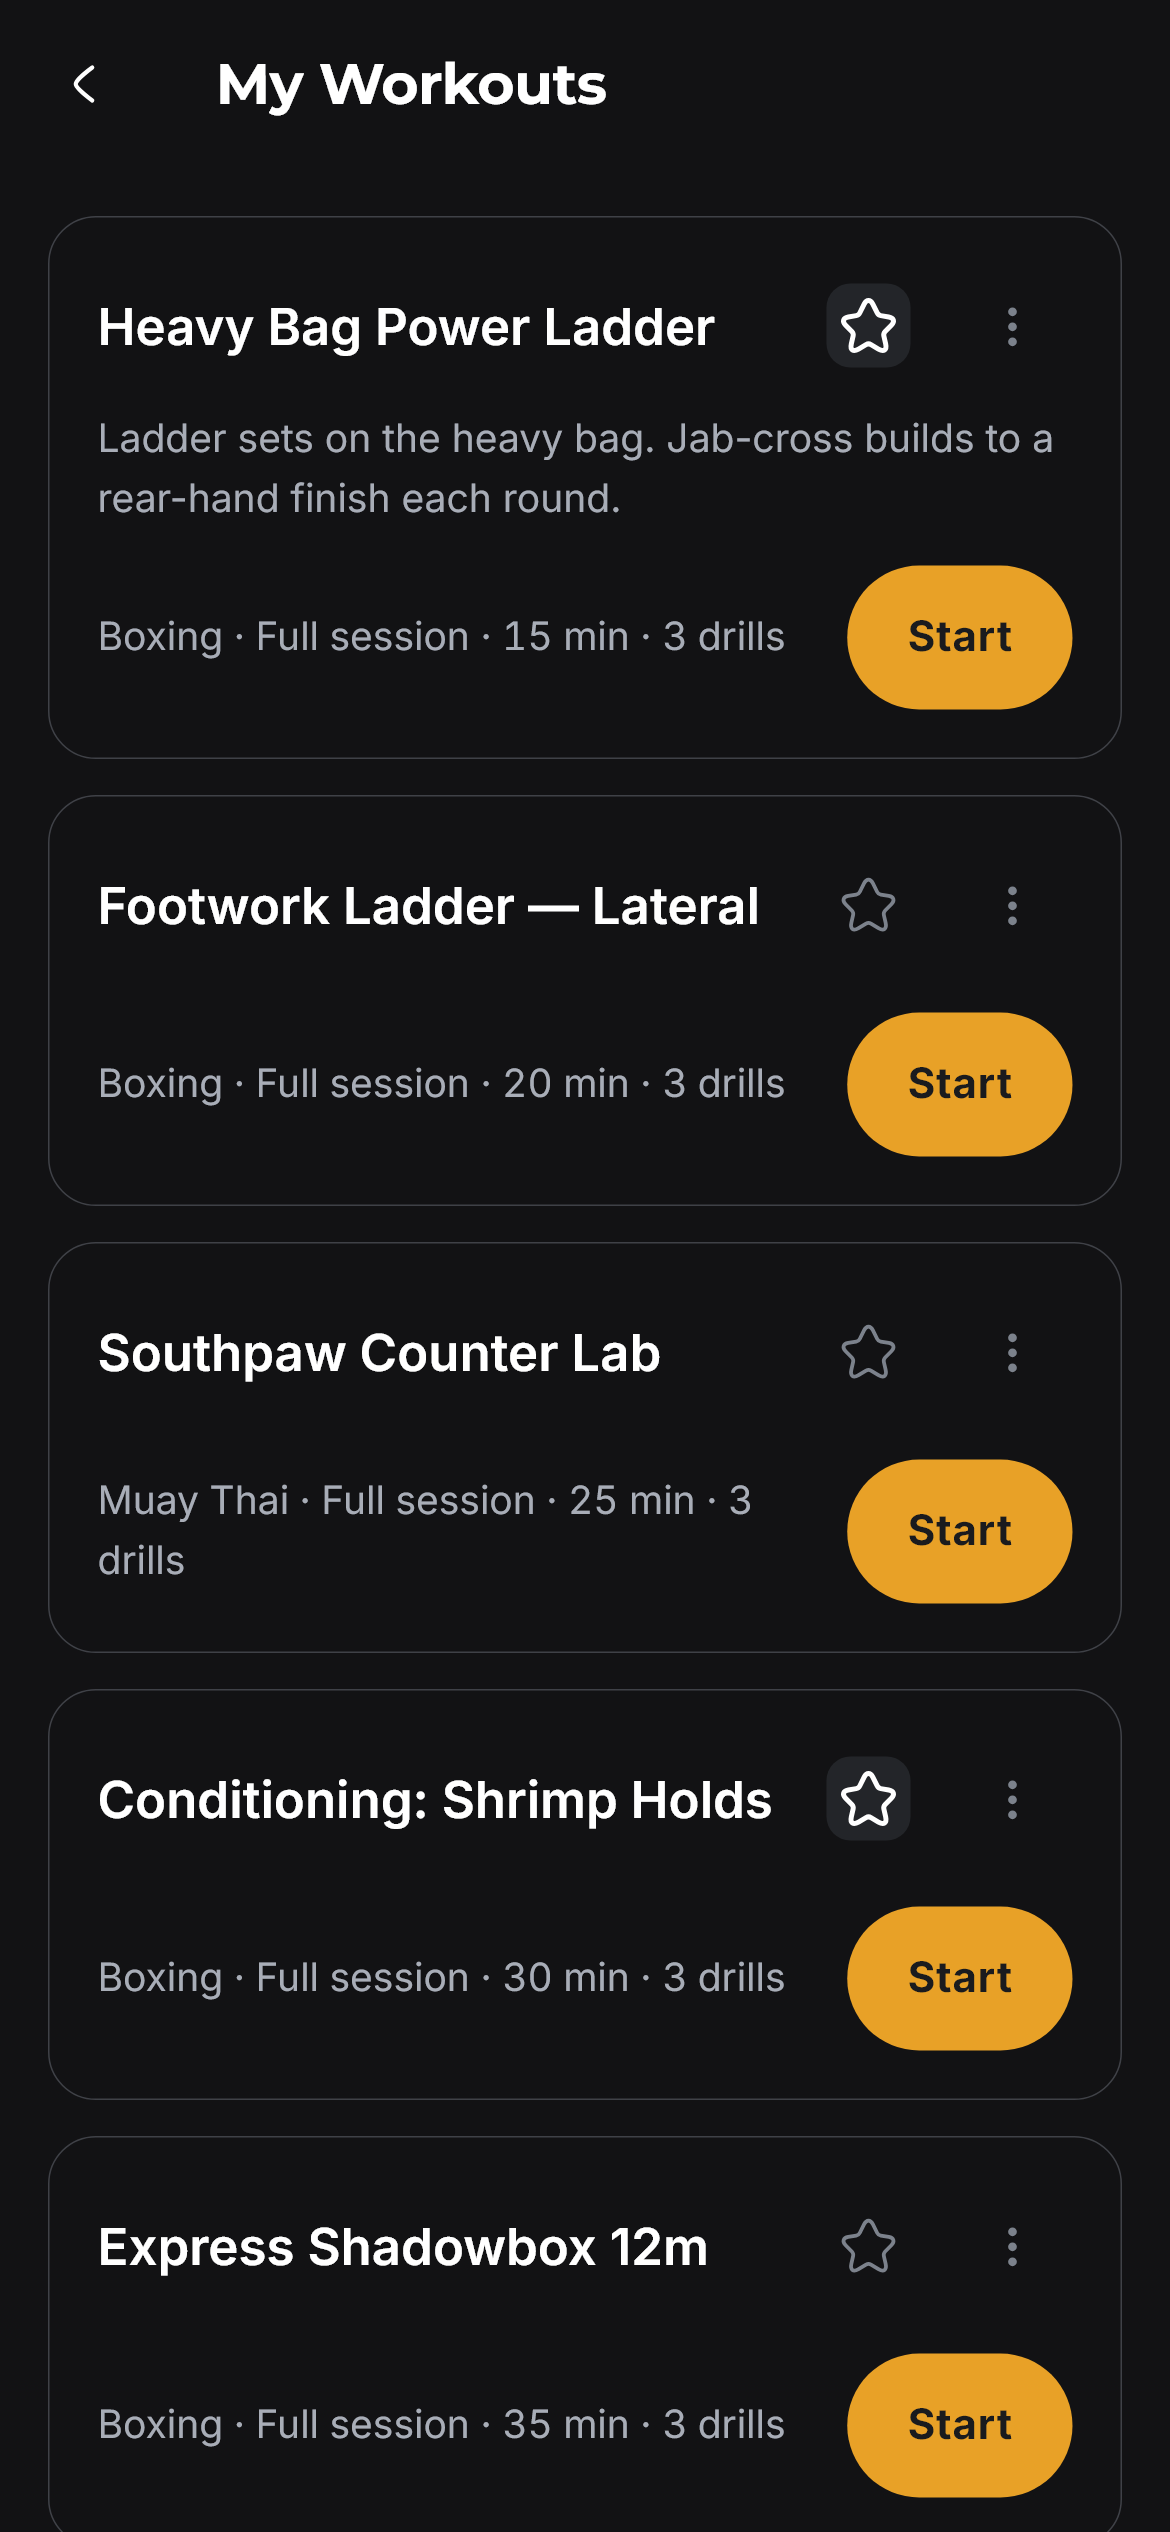 My Workouts
Heavy Bag Power Ladder
Ladder sets on the heavy bag. Jab-cross builds to a
rear-hand finish each round.
Boxing · Full session · 15 min · 3 drills
Start
Footwork Ladder — Lateral
Boxing · Full session · 20 min · 3 drills
Start
Southpaw Counter Lab
Muay Thai · Full session · 25 min · 3
drills
Start
Conditioning: Shrimp Holds
Boxing · Full session · 30 min · 3 drills
Start
Express Shadowbox 12m
Boxing · Full session · 35 min · 3 drills
Start